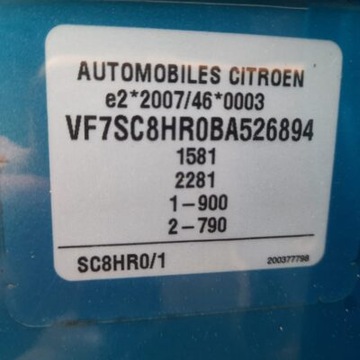 AUTOMOBILES CiTROEN
e2*2007/46*0003
VF7SC8HR0BA526894
1581
2281
1-900
2-790
SC8HR0/1 200377798